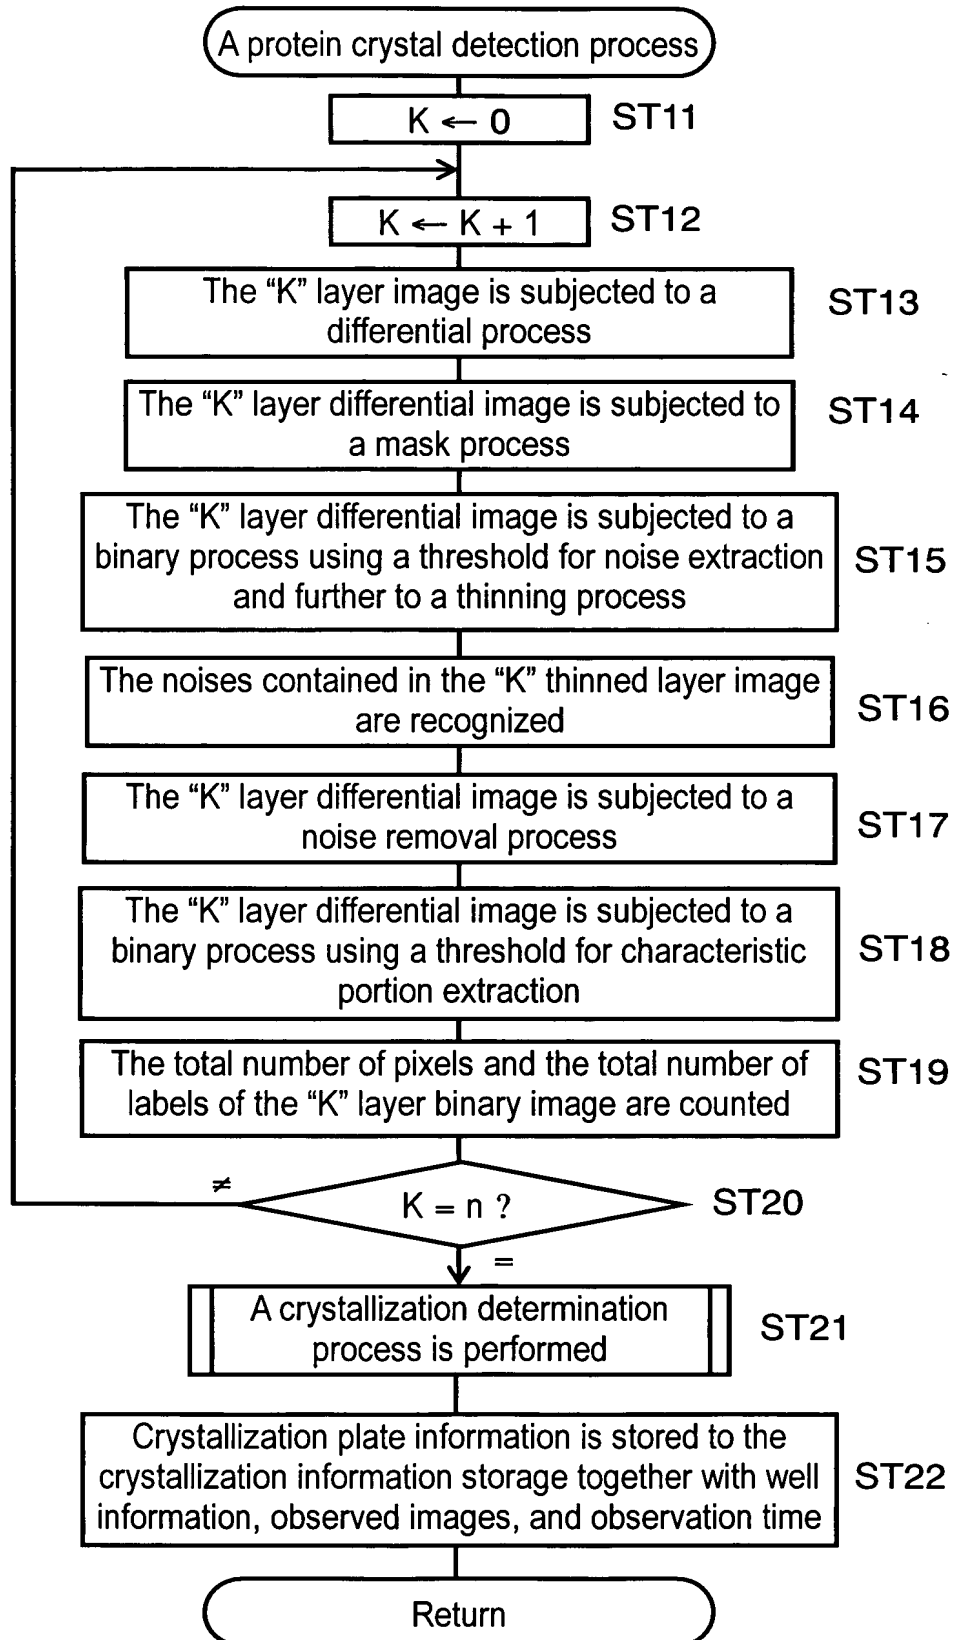 A protein crystal detection process
K ← 0
ST11
K ← K + 1
ST12
The “K” layer image is subjected to a
differential process
ST13
The “K” layer differential image is subjected to
a mask process
ST14
The “K” layer differential image is subjected to a
binary process using a threshold for noise extraction
and further to a thinning process
ST15
The noises contained in the “K” thinned layer image
are recognized
ST16
The “K” layer differential image is subjected to a
noise removal process
ST17
The “K” layer differential image is subjected to a
binary process using a threshold for characteristic
portion extraction
ST18
The total number of pixels and the total number of
labels of the “K” layer binary image are counted
ST19
≠
K = n ?
ST20
=
A crystallization determination
process is performed
ST21
Crystallization plate information is stored to the
crystallization information storage together with well
information, observed images, and observation time
ST22
Return